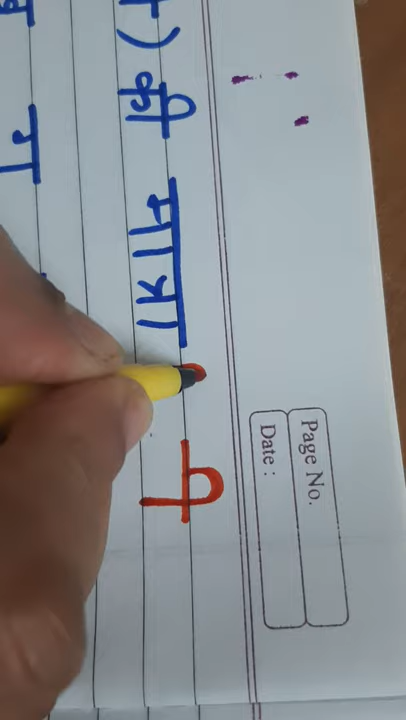 Page No.
Date :
) की मात्रा ी